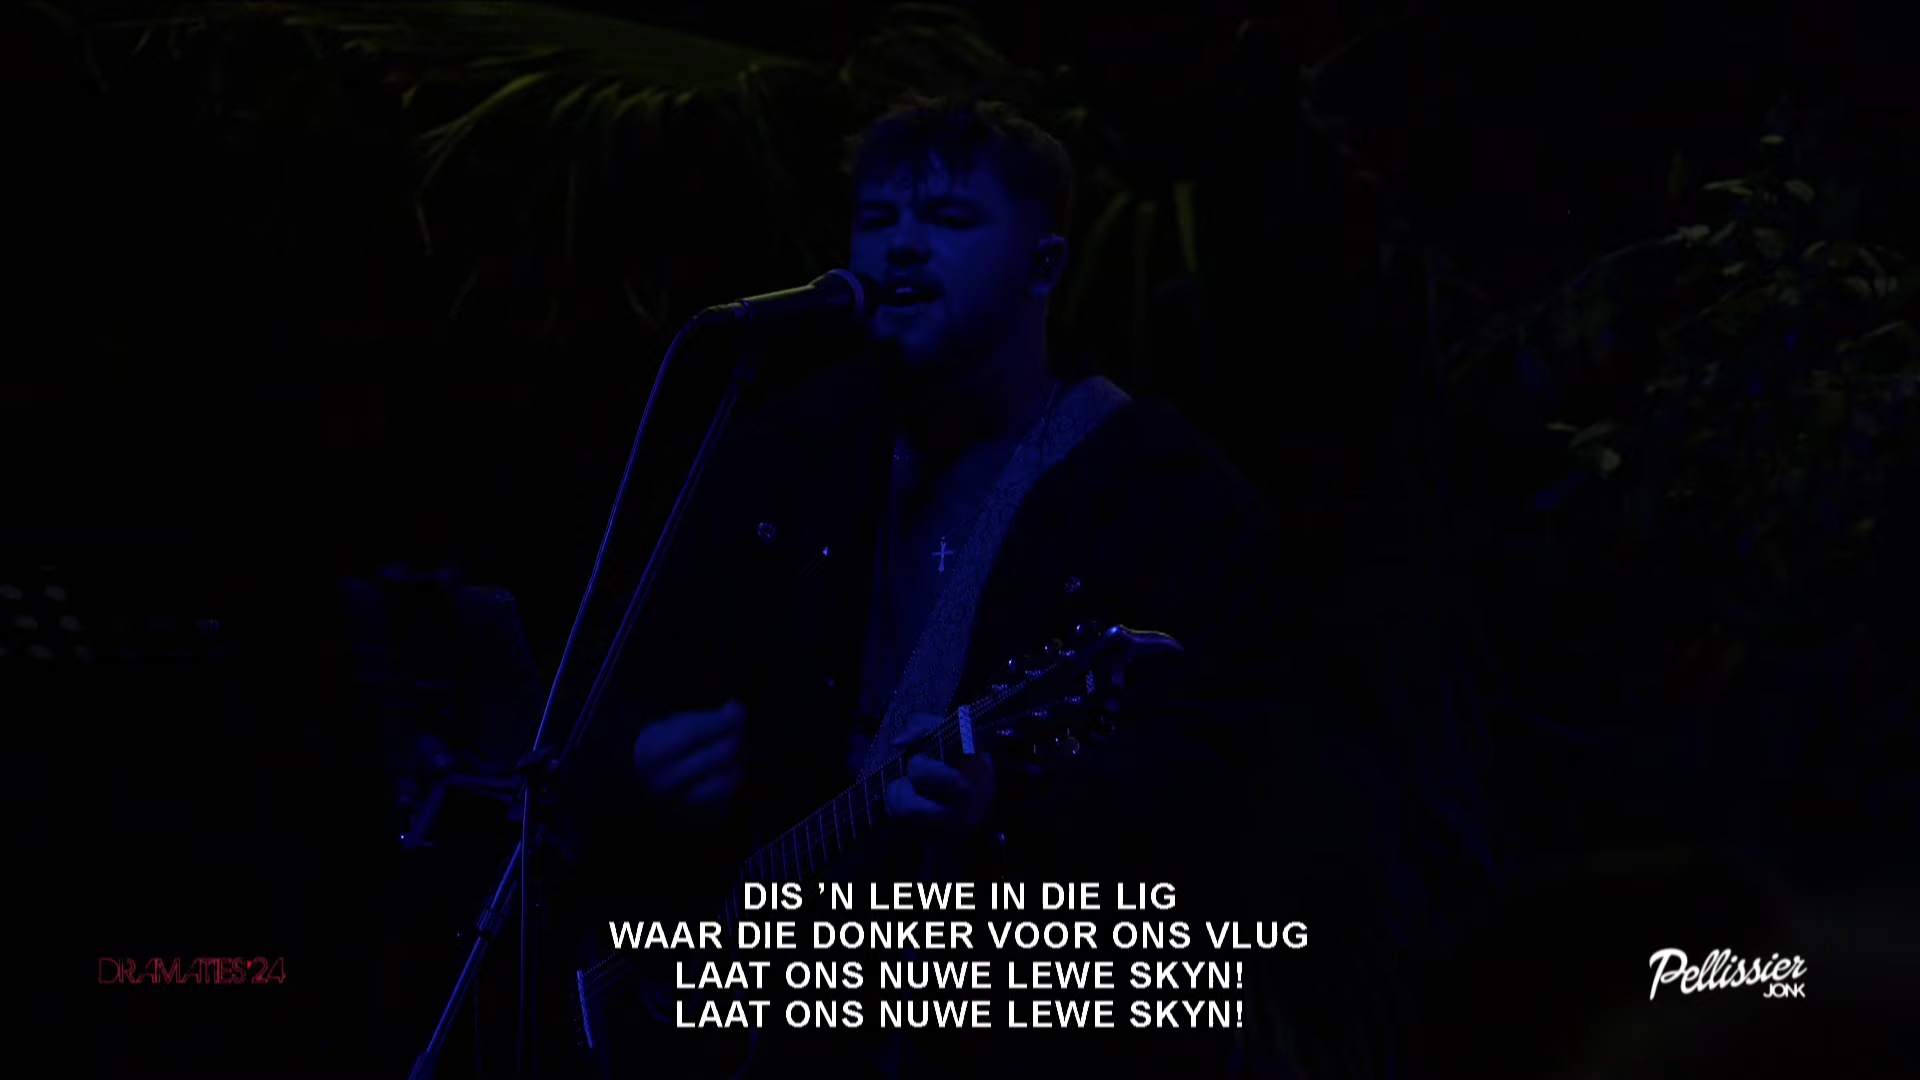 DIS ’N LEWE IN DIE LIG
WAAR DIE DONKER VOOR ONS VLUG
LAAT ONS NUWE LEWE SKYN!
LAAT ONS NUWE LEWE SKYN!
DRAMATIES'24
Pellissier
JONK